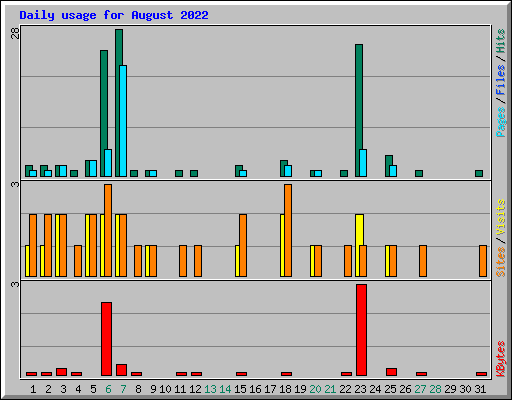 Daily usage for August 2022
28
3
3
Pages / Files / Hits
Sites / Visits
KBytes
1 2 3 4 5 6 7 8 9 10 11 12 13 14 15 16 17 18 19 20 21 22 23 24 25 26 27 28 29 30 31